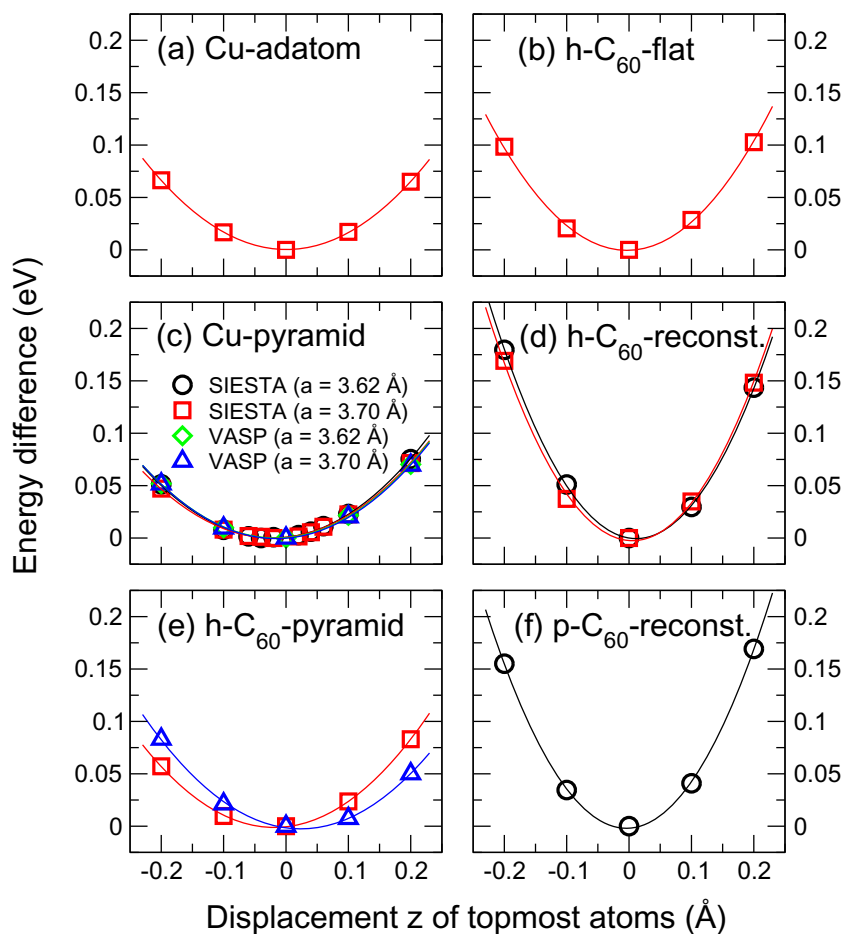 0.2
0.15
0.1
0.05
0
(a) Cu-adatom
(b) h-C60-flat
0.2
0.15
0.1
0.05
0
0.2
0.15
0.1
0.05
0
(c) Cu-pyramid
SIESTA (a = 3.62 Å)
SIESTA (a = 3.70 Å)
VASP (a = 3.62 Å)
VASP (a = 3.70 Å)
(d) h-C60-reconst.
0.2
0.15
0.1
0.05
0
0.2
0.15
0.1
0.05
0
(e) h-C60-pyramid
(f) p-C60-reconst.
0.2
0.15
0.1
0.05
0
-0.2 -0.1 0 0.1 0.2
-0.2 -0.1 0 0.1 0.2
Energy difference (eV)
Displacement z of topmost atoms (Å)